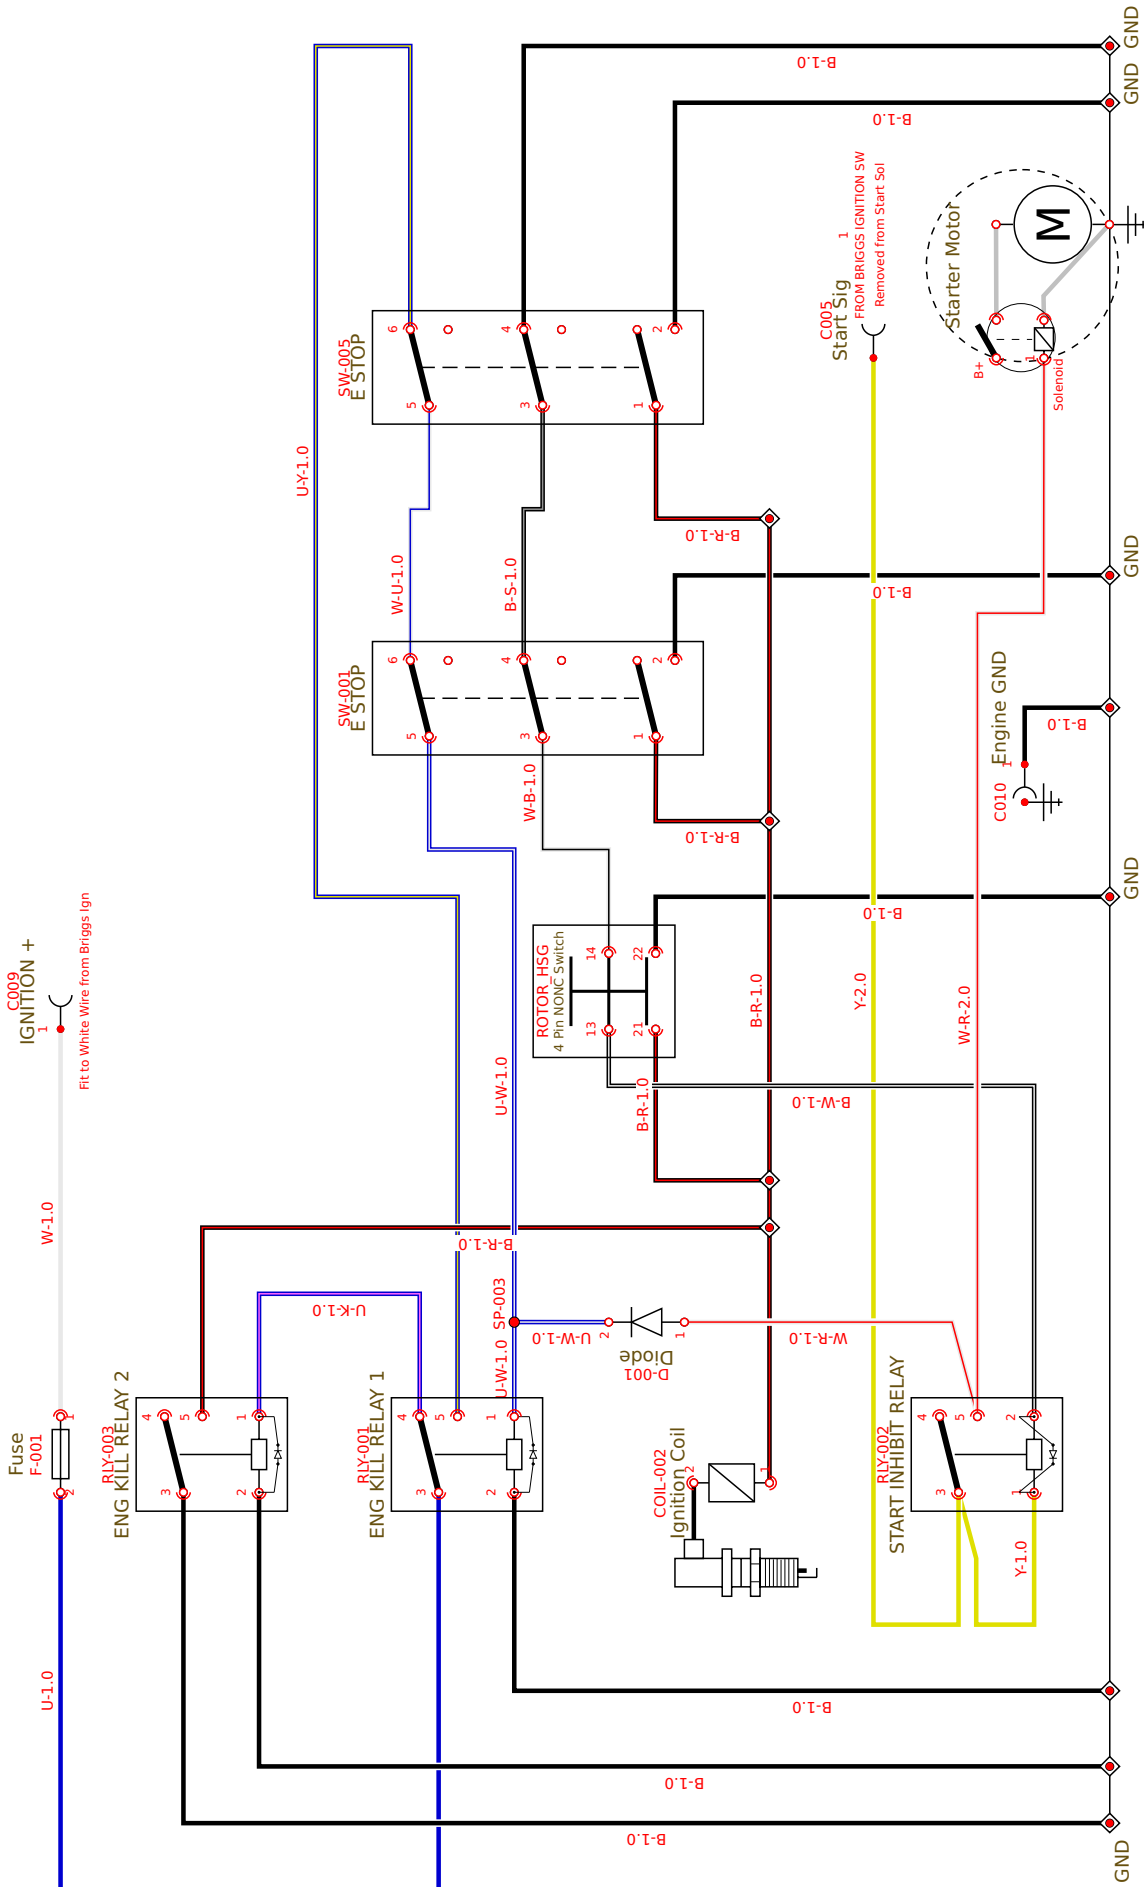 GND
GND
B-1.0
B-1.0
1
FROM BRIGGS IGNITION SW
Removed from Start Sol
C005
Start Sig
Starter Motor
M
B+
1
Solenoid
SW-005
E STOP
6
4
2
5
3
1
U-Y-1.0
W-U-1.0
B-S-1.0
B-R-1.0
B-1.0
GND
SW-001
E STOP
6
4
2
5
3
1
W-B-1.0
B-R-1.0
Engine GND
1
C010
B-1.0
GND
B-1.0
C009
IGNITION +
1
Fit to White Wire from Briggs Ign
ROTOR_HSG
4 Pin NONC Switch
14
22
13
21
B-R-1.0
Y-2.0
W-R-2.0
U-W-1.0
B-R-1.0
B-W-1.0
W-1.0
B-R-1.0
U-K-1.0
SP-003
U-W-1.0
U-W-1.0
2
1
Diode
D-001
W-R-1.0
Fuse
F-001
1
2
RLY-003
ENG KILL RELAY 2
4
5
1
3
2
RLY-001
ENG KILL RELAY 1
4
5
1
3
2
COIL-002
Ignition Coil
2
1
RLY-002
START INHIBIT RELAY
4
5
2
3
1
Y-1.0
U-1.0
B-1.0
B-1.0
B-1.0
GND